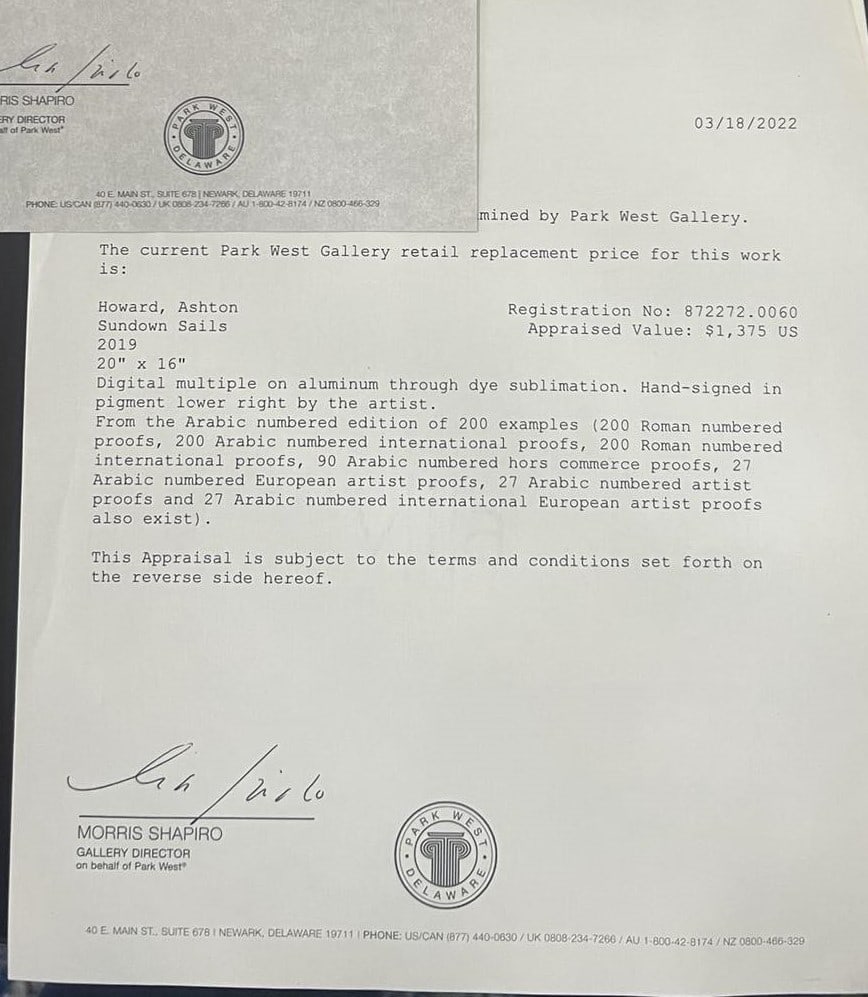 RIS SHAPIRO
ERY DIRECTOR
alf of Park West®
PARK WEST
DELAWARE
40 E. MAIN ST., SUITE 678 | NEWARK, DELAWARE 19711
PHONE: US/CAN (877) 440-0630 / UK 0808-234-7266 / AU 1-800-42-8174 / NZ 0800-466-329
03/18/2022
mined by Park West Gallery.
The current Park West Gallery retail replacement price for this work
is:
Howard, Ashton Registration No: 872272.0060
Sundown Sails Appraised Value: $1,375 US
2019
20" x 16"
Digital multiple on aluminum through dye sublimation. Hand-signed in
pigment lower right by the artist.
From the Arabic numbered edition of 200 examples (200 Roman numbered
proofs, 200 Arabic numbered international proofs, 200 Roman numbered
international proofs, 90 Arabic numbered hors commerce proofs, 27
Arabic numbered European artist proofs, 27 Arabic numbered artist
proofs and 27 Arabic numbered international European artist proofs
also exist).
This Appraisal is subject to the terms and conditions set forth on
the reverse side hereof.
MORRIS SHAPIRO
GALLERY DIRECTOR
on behalf of Park West®
PARK WEST
DELAWARE
40 E. MAIN ST., SUITE 678 | NEWARK, DELAWARE 19711 | PHONE: US/CAN (877) 440-0630 / UK 0808-234-7266 / AU 1-800-42-8174 / NZ 0800-466-329